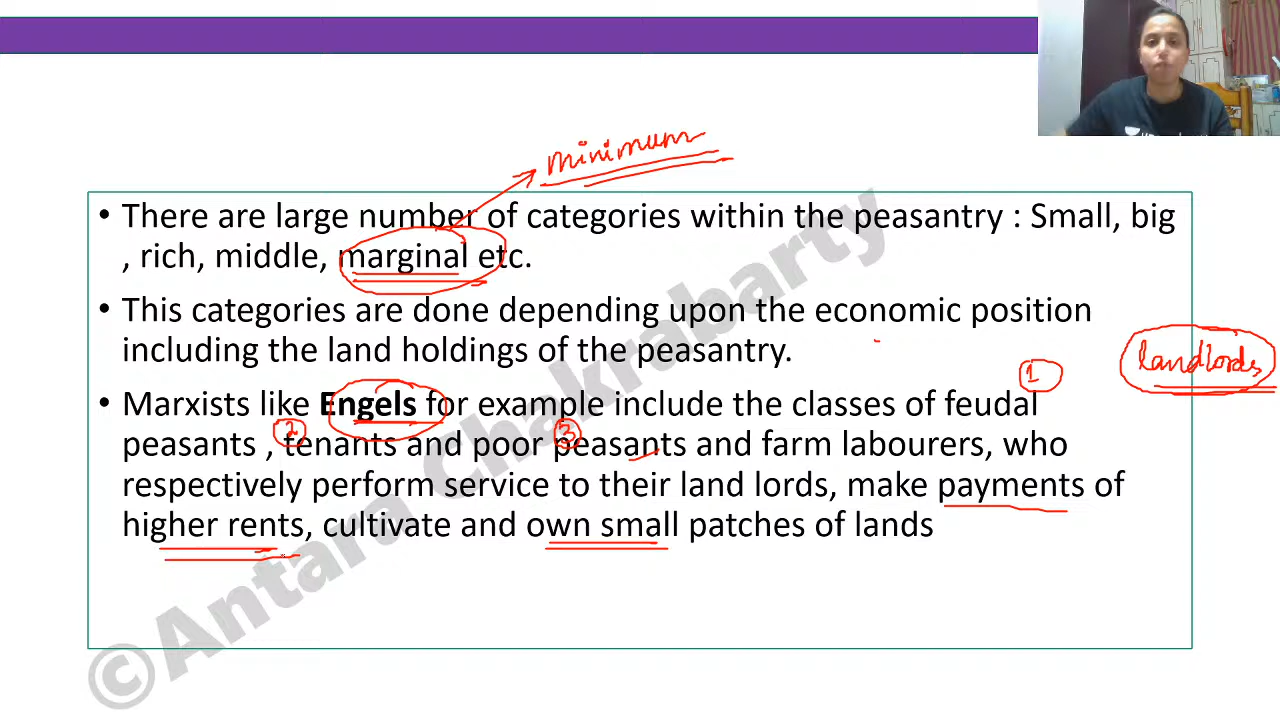 minimum
• There are large number of categories within the peasantry : Small, big
, rich, middle, marginal etc.
• This categories are done depending upon the economic position
including the land holdings of the peasantry.
landlords
1
• Marxists like Engels for example include the classes of feudal
2 3
peasants , tenants and poor peasants and farm labourers, who
respectively perform service to their land lords, make payments of
higher rents, cultivate and own small patches of lands
©Antara Chakrabarty